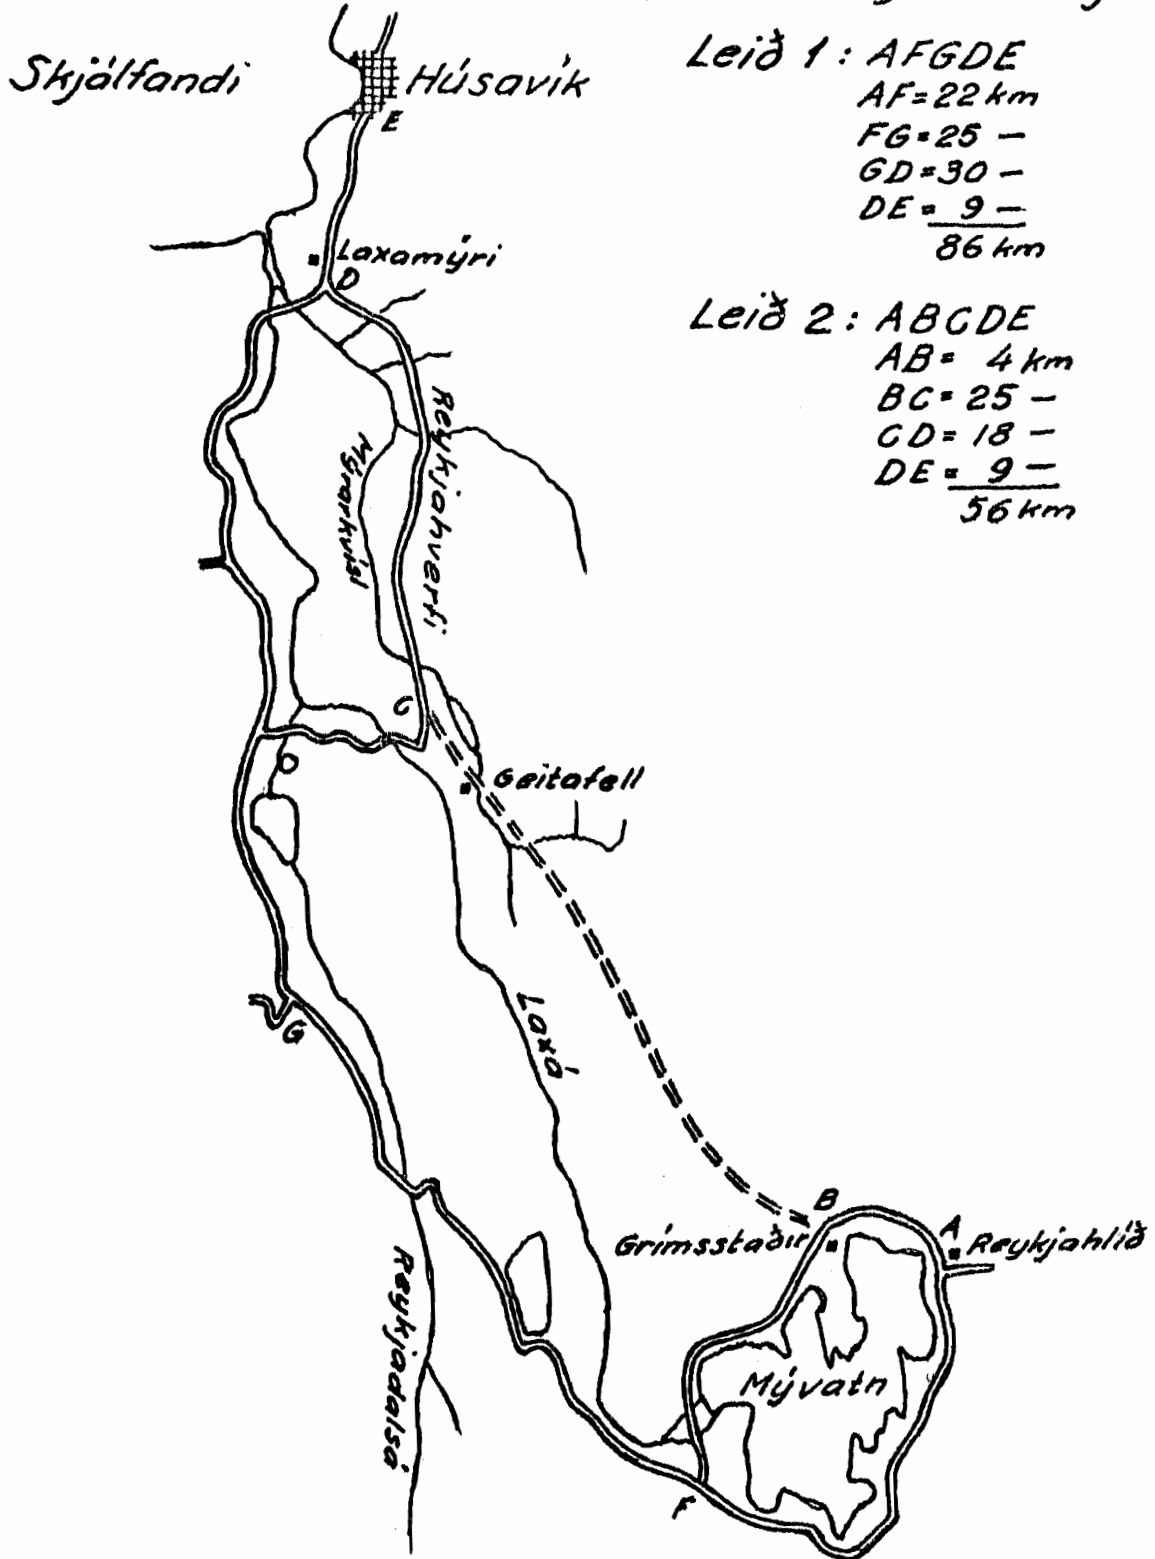 Skjálfandi
Húsavík
E
Leið 1: AFGDE
AF=22 km
FG=25 —
GD=30 —
DE= 9 —
86 km
Laxamýri
D
Leið 2: ABCDE
AB= 4 km
BC=25 —
CD=18 —
DE= 9 —
56 km
Reykjahverfi
Mýrarkvísl
C
Geitafell
Laxá
G
B
A
Grímsstaðir
Reykjahlíð
Reykjadalsá
Mývatn
F